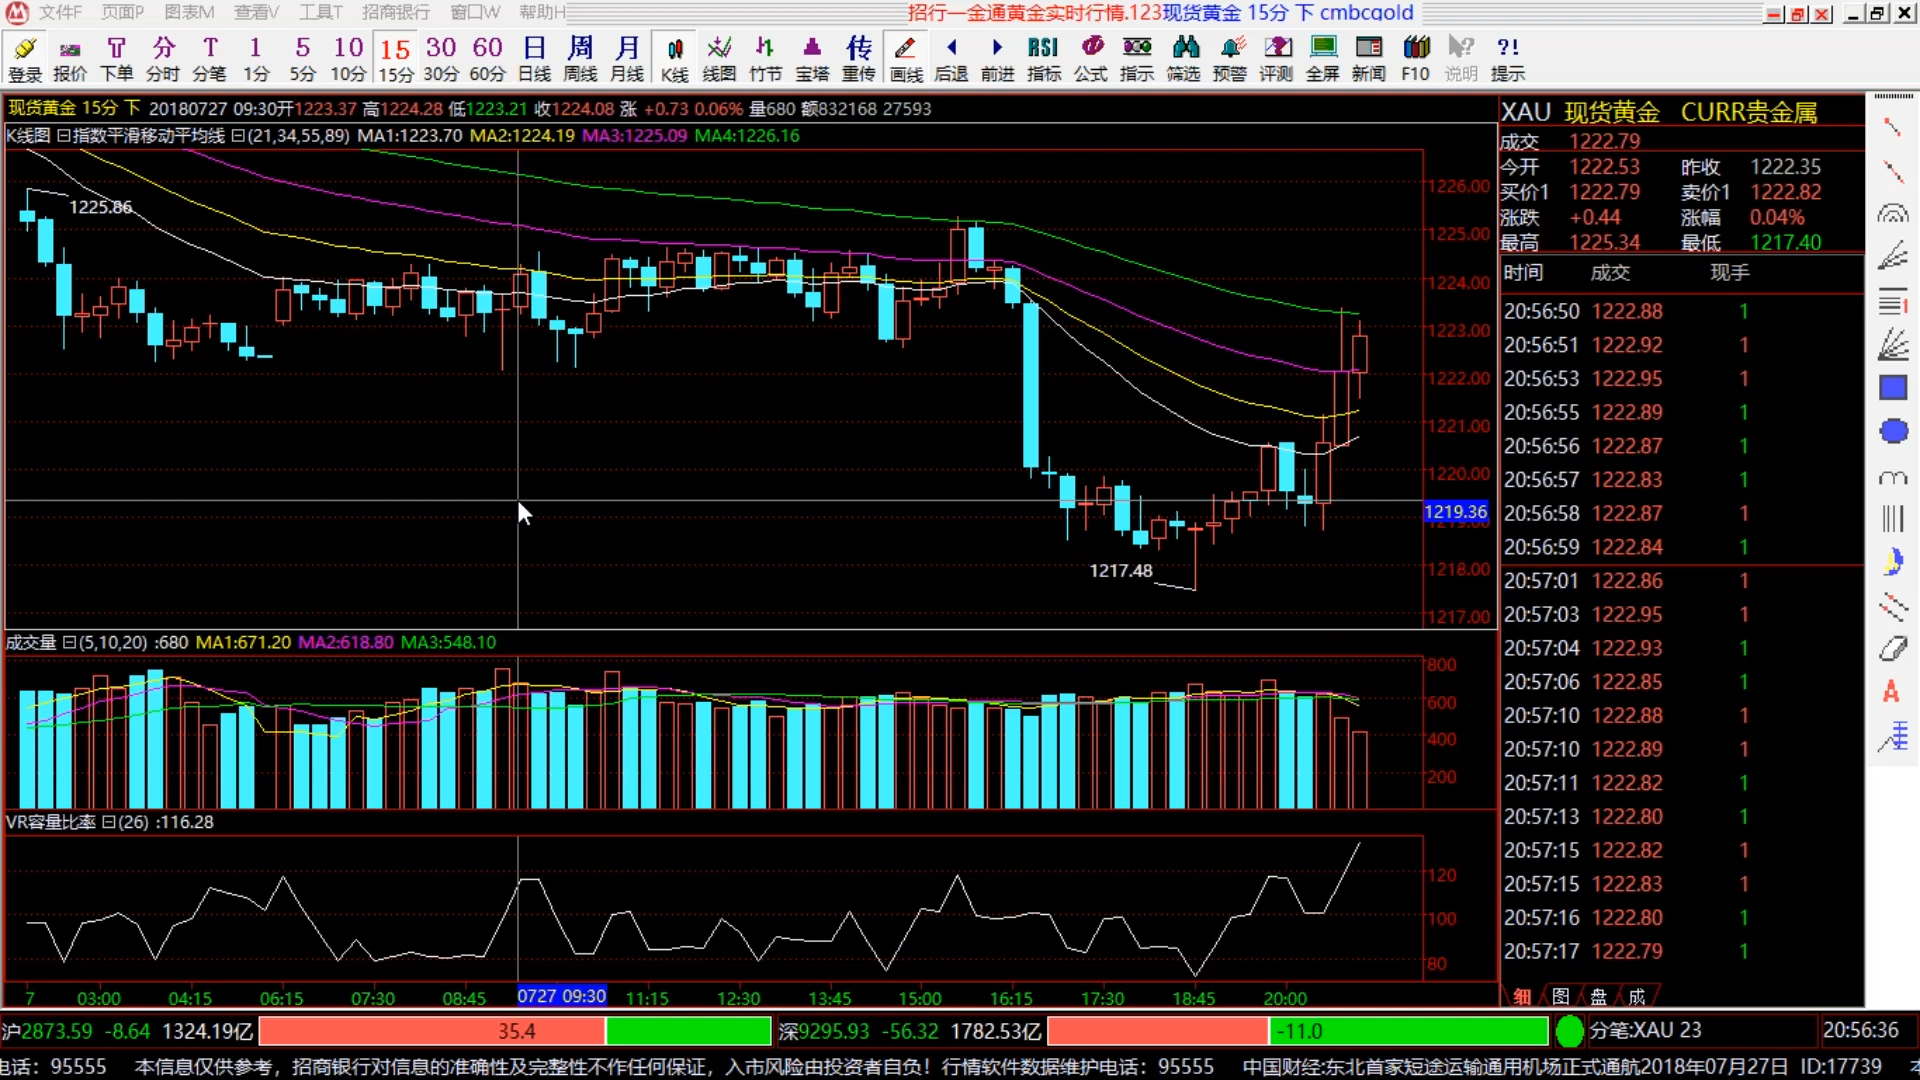 文件F 页面P 图表M 查看V 工具T 招商银行 窗口W 帮助H 招行—金通黄金实时行情.123现货黄金 15分 下 cmbcgold
T 分 T 1 5 10 15 30 60 日 周 月 传 RSI ?!
登录 报价 下单 分时 分笔 1分 5分 10分 15分 30分 60分 日线 周线 月线 K线 线图 竹节 宝塔 重传 画线 后退 前进 指标 公式 指示 筛选 预警 评测 全屏 新闻 F10 说明 提示
现货黄金 15分 下 20180727 09:30开1223.37 高1224.28 低1223.21 收1224.08 涨 +0.73 0.06% 量680 额832168 27593
K线图 日指数平滑移动平均线 日(21,34,55,89) MA1:1223.70 MA2:1224.19 MA3:1225.09 MA4:1226.16
1225.86
1217.48
1226.00
1225.00
1224.00
1223.00
1222.00
1221.00
1220.00
1219.36
1218.00
1217.00
成交量 日(5,10,20) :680 MA1:671.20 MA2:618.80 MA3:548.10
800
600
400
200
VR容量比率 日(26) :116.28
120
100
80
7 03:00 04:15 06:15 07:30 08:45 0727 09:30 11:15 12:30 13:45 15:00 16:15 17:30 18:45 20:00
XAU 现货黄金 CURR贵金属
成交 1222.79
今开 1222.53 昨收 1222.35
买价1 1222.79 卖价1 1222.82
涨跌 +0.44 涨幅 0.04%
最高 1225.34 最低 1217.40
时间 成交 现手
20:56:50 1222.88 1
20:56:51 1222.92 1
20:56:53 1222.95 1
20:56:55 1222.89 1
20:56:56 1222.87 1
20:56:57 1222.83 1
20:56:58 1222.87 1
20:56:59 1222.84 1
20:57:01 1222.86 1
20:57:03 1222.95 1
20:57:04 1222.93 1
20:57:06 1222.85 1
20:57:10 1222.88 1
20:57:10 1222.89 1
20:57:11 1222.82 1
20:57:13 1222.80 1
20:57:15 1222.82 1
20:57:15 1222.83 1
20:57:16 1222.80 1
20:57:17 1222.79 1
细 图 盘 成
A
沪2873.59 -8.64 1324.19亿 35.4 深9295.93 -56.32 1782.53亿 -11.0 分笔:XAU 23 20:56:36
电话：95555 本信息仅供参考，招商银行对信息的准确性及完整性不作任何保证，入市风险由投资者自负！行情软件数据维护电话：95555 中国财经:东北首家短途运输通用机场正式通航2018年07月27日 ID:17739